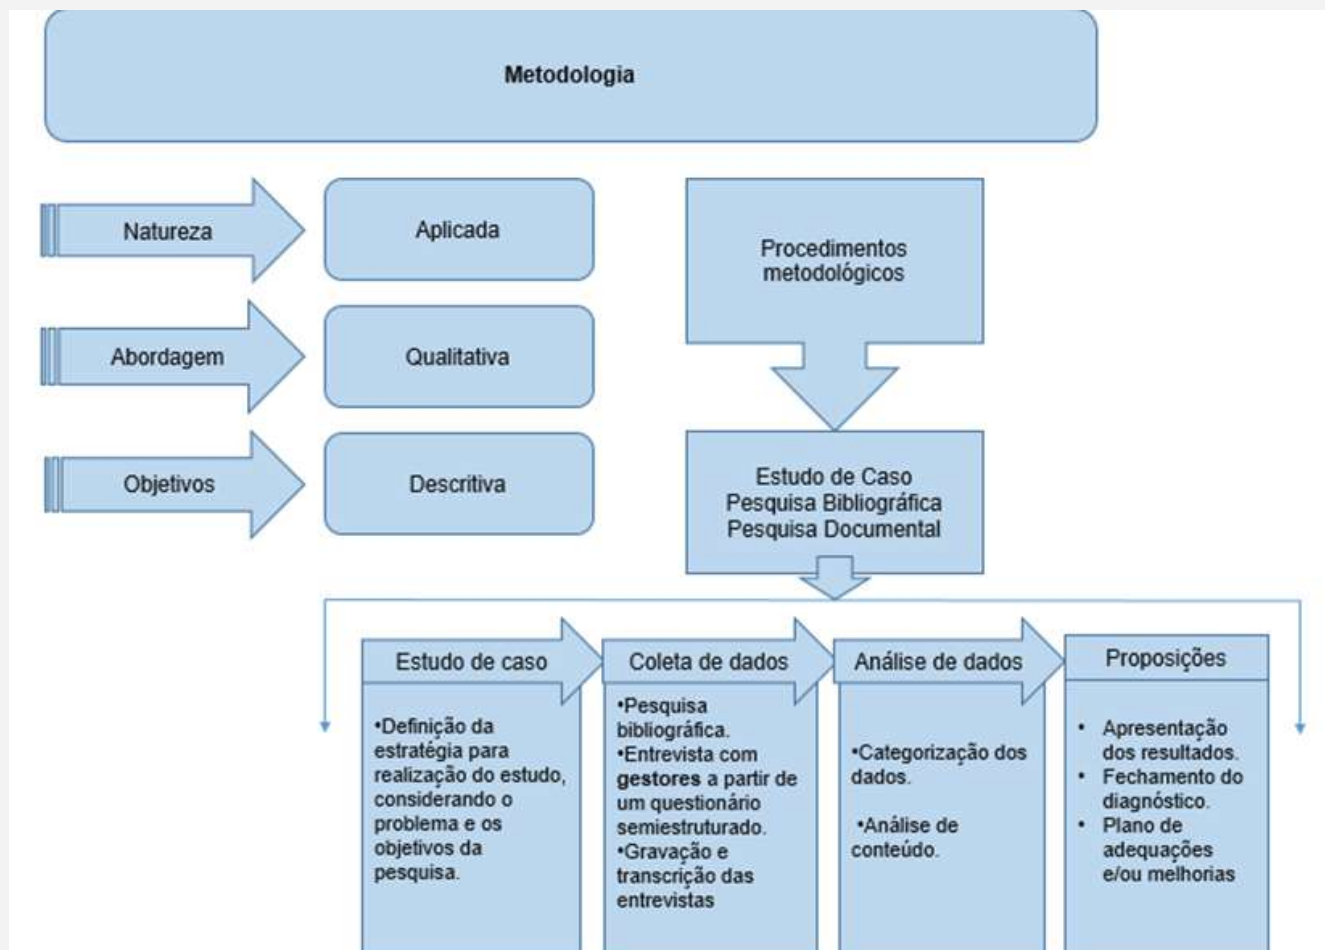 Metodologia
Natureza
Aplicada
Abordagem
Qualitativa
Objetivos
Descritiva
Procedimentos
metodológicos
Estudo de Caso
Pesquisa Bibliográfica
Pesquisa Documental
Estudo de caso
•Definição da
estratégia para
realização do estudo,
considerando o
problema e os
objetivos da
pesquisa.
Coleta de dados
•Pesquisa
bibliográfica.
•Entrevista com
gestores a partir de
um questionário
semiestruturado.
•Gravação e
transcrição das
entrevistas
Análise de dados
•Categorização dos
dados.
•Análise de
conteúdo.
Proposições
• Apresentação
dos resultados.
• Fechamento do
diagnóstico.
• Plano de
adequações
e/ou melhorias